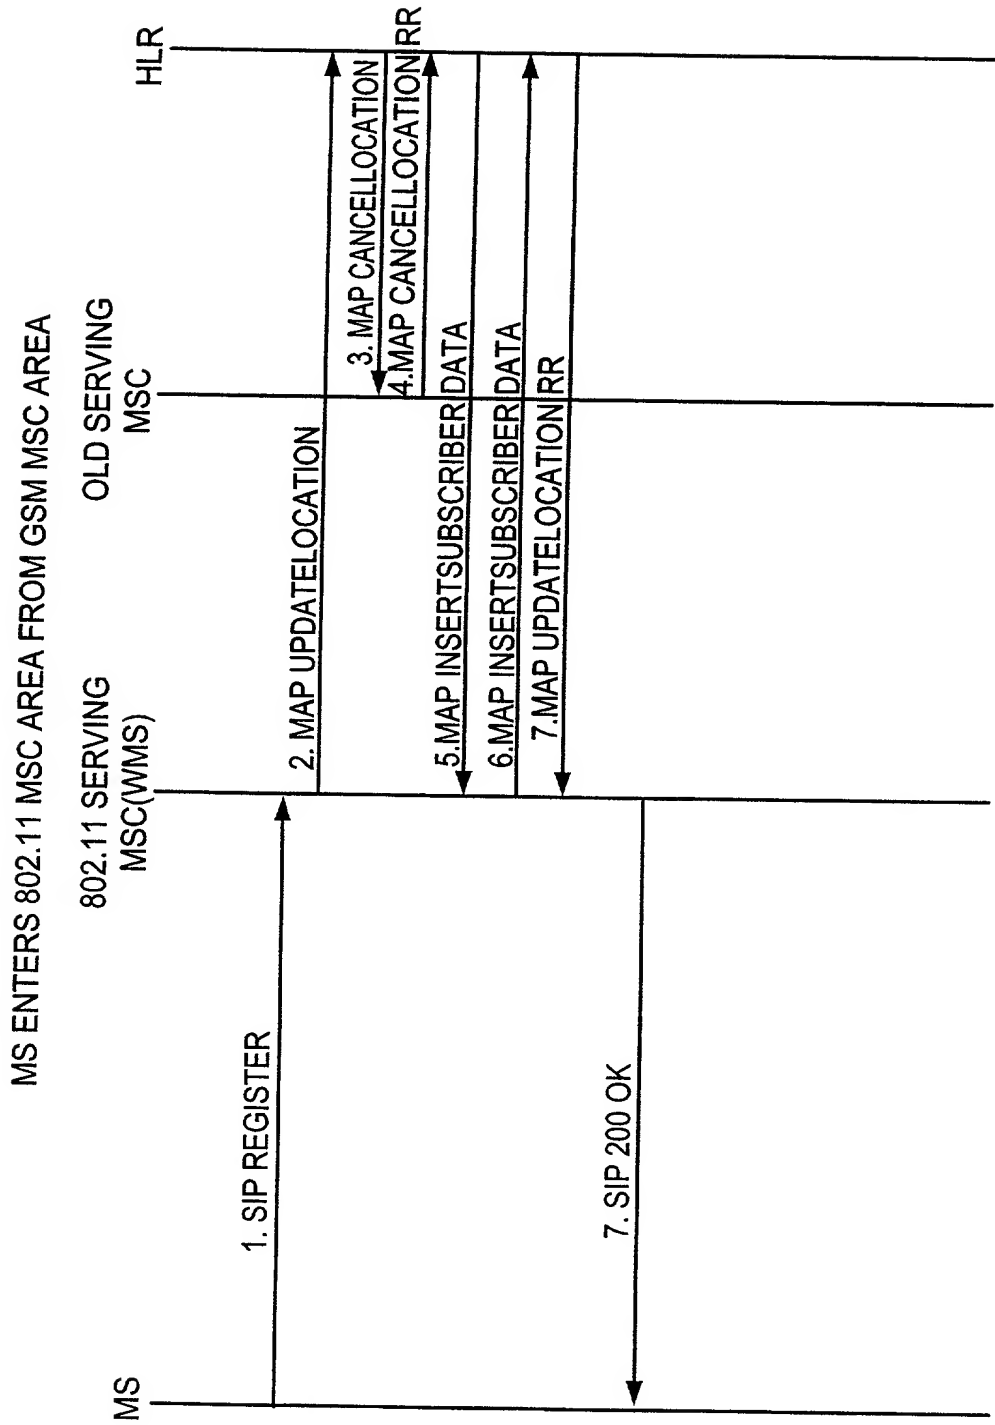 MS ENTERS 802.11 MSC AREA FROM GSM MSC AREA
MS
802.11 SERVING
MSC(WMS)
OLD SERVING
MSC
HLR
1. SIP REGISTER
2. MAP UPDATELOCATION
3. MAP CANCELLOCATION
4.MAP CANCELLOCATION RR
5.MAP INSERTSUBSCRIBER DATA
6.MAP INSERTSUBSCRIBER DATA
7.MAP UPDATELOCATION RR
7. SIP 200 OK